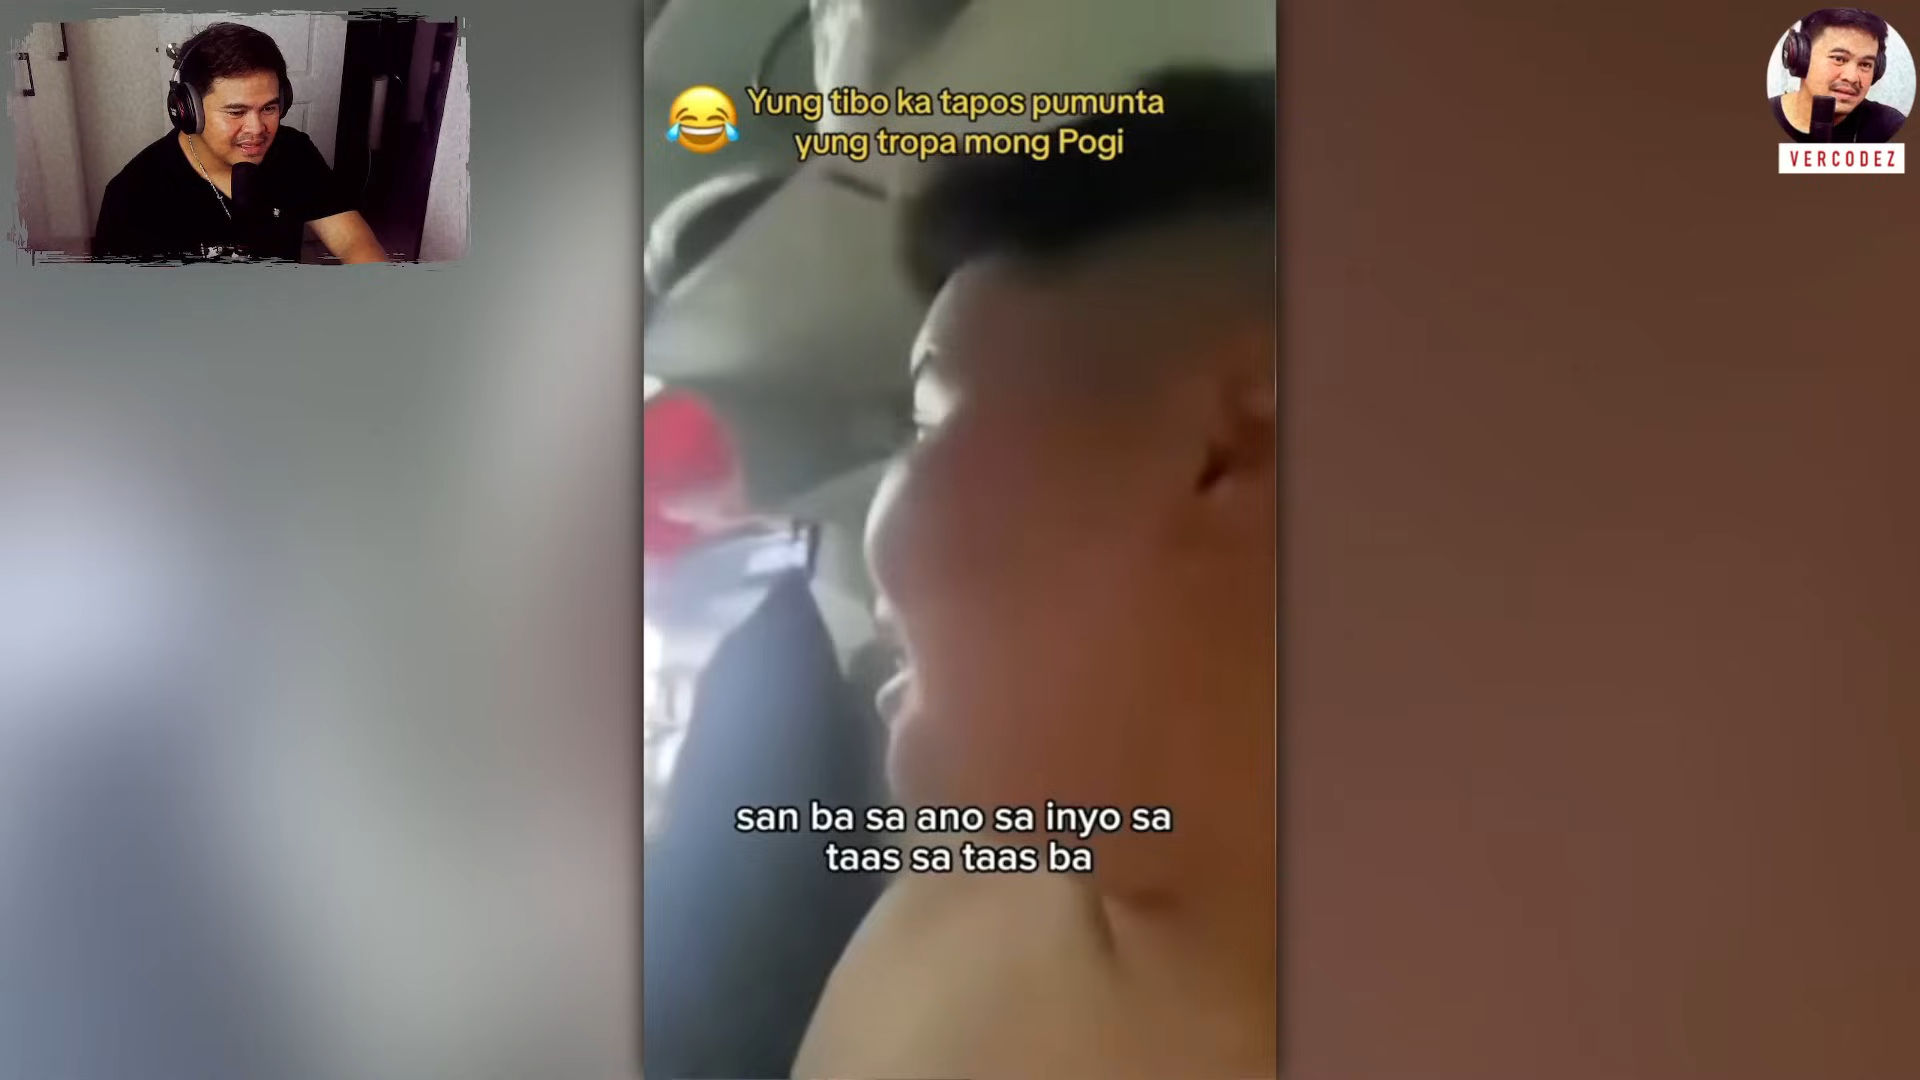 Yung tibo ka tapos pumunta
yung tropa mong Pogi
VERCODEZ
san ba sa ano sa inyo sa
taas sa taas ba